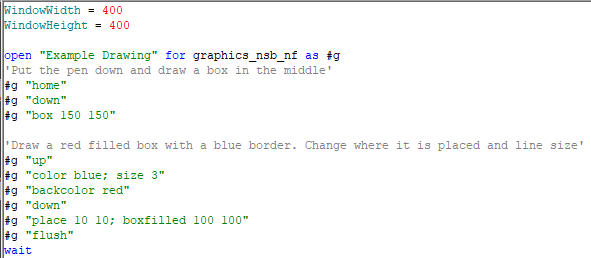 WindowWidth = 400
WindowHeight = 400
open "Example Drawing" for graphics_nsb_nf as #g
'Put the pen down and draw a box in the middle'
#g "home"
#g "down"
#g "box 150 150"
'Draw a red filled box with a blue border. Change where it is placed and line size'
#g "up"
#g "color blue; size 3"
#g "backcolor red"
#g "down"
#g "place 10 10; boxfilled 100 100"
#g "flush"
wait